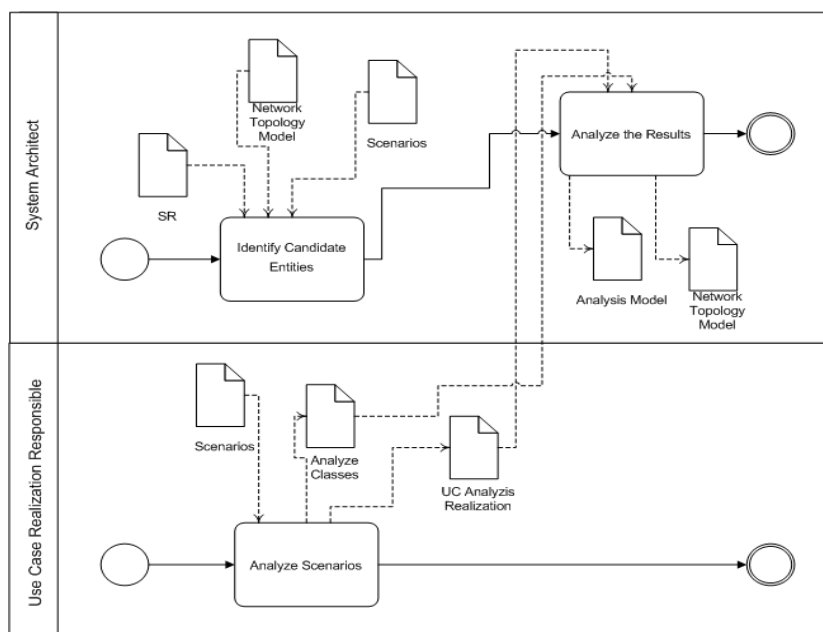 System Architect
Network
Topology
Model
Scenarios
SR
Identify Candidate
Entities
Analyze the Results
Analysis Model
Network
Topology
Model
Use Case Realization Responsible
Scenarios
Analyze
Classes
UC Analyzis
Realization
Analyze Scenarios